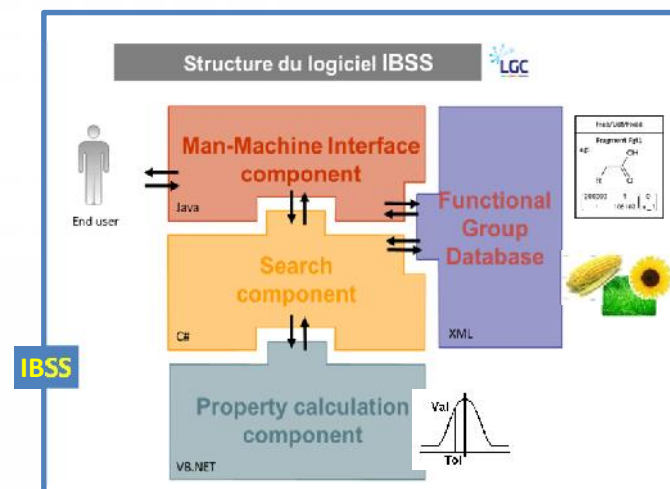 Structure du logiciel IBSS
LGC
Man-Machine Interface
component
Java
End user
Functional
Group
Database
XML
Fragment
OH
R
O
Search
component
C#
IBSS
Property calculation
component
VB.NET
Val
Tol